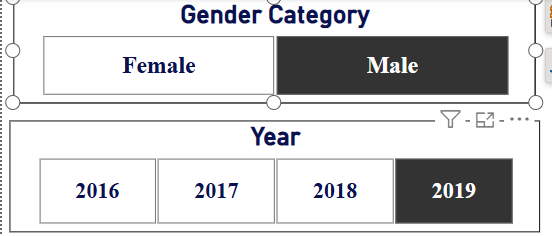 Gender Category
Female Male
Year
2016 2017 2018 2019